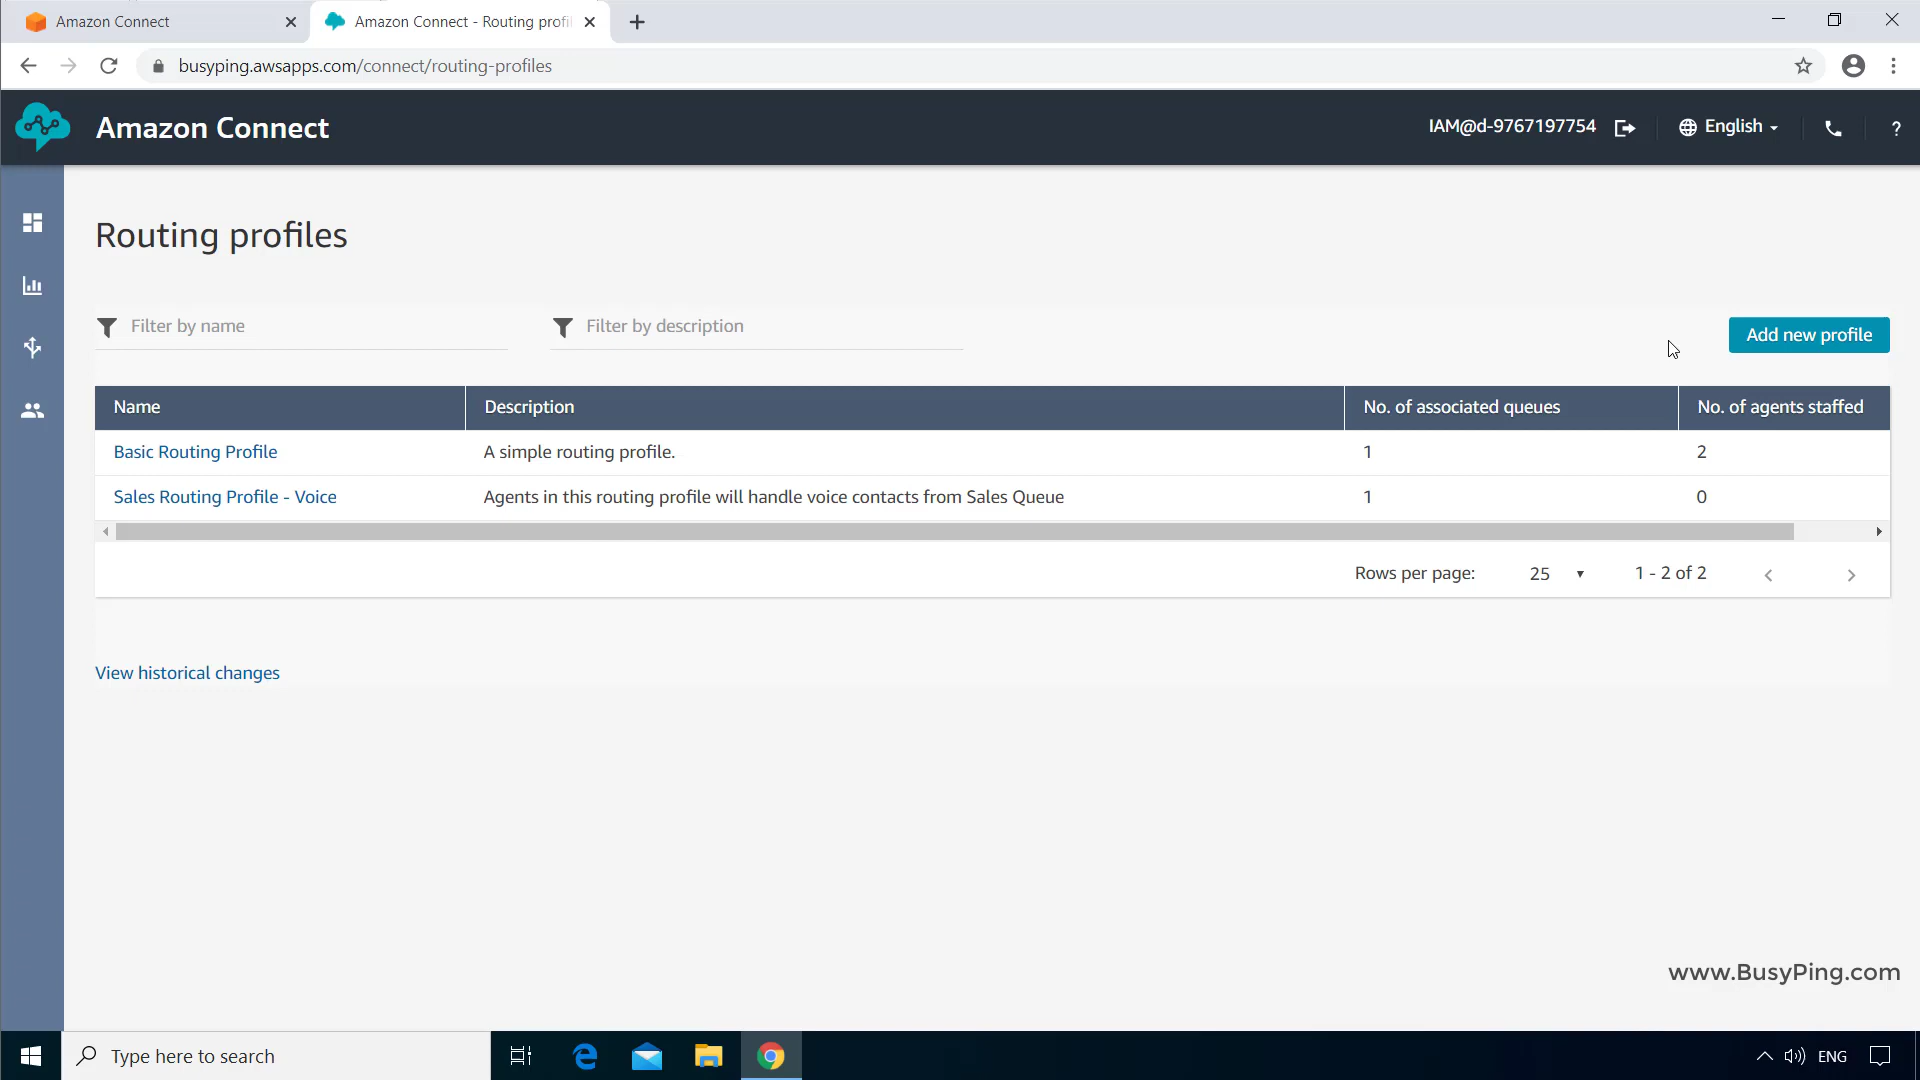 Amazon Connect
Amazon Connect - Routing profi
busyping.awsapps.com/connect/routing-profiles
Amazon Connect
IAM@d-9767197754
English
?
Routing profiles
Filter by name
Filter by description
Add new profile
Name
Description
No. of associated queues
No. of agents staffed
Basic Routing Profile
A simple routing profile.
1
2
Sales Routing Profile - Voice
Agents in this routing profile will handle voice contacts from Sales Queue
1
0
Rows per page:
25
1 - 2 of 2
View historical changes
www.BusyPing.com
Type here to search
ENG